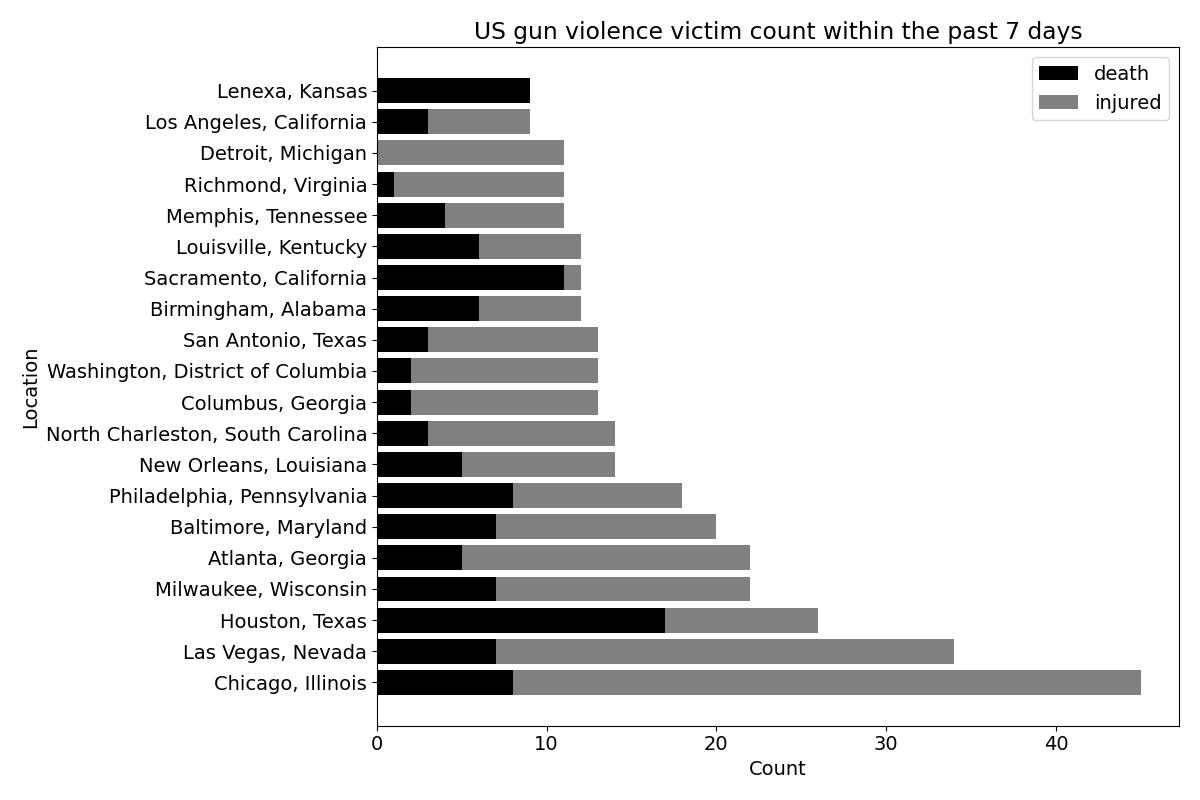 US gun violence victim count within the past 7 days
death
injured
Lenexa, Kansas
Los Angeles, California
Detroit, Michigan
Richmond, Virginia
Memphis, Tennessee
Louisville, Kentucky
Sacramento, California
Birmingham, Alabama
San Antonio, Texas
Washington, District of Columbia
Columbus, Georgia
North Charleston, South Carolina
New Orleans, Louisiana
Philadelphia, Pennsylvania
Baltimore, Maryland
Atlanta, Georgia
Milwaukee, Wisconsin
Houston, Texas
Las Vegas, Nevada
Chicago, Illinois
Location
0 10 20 30 40
Count